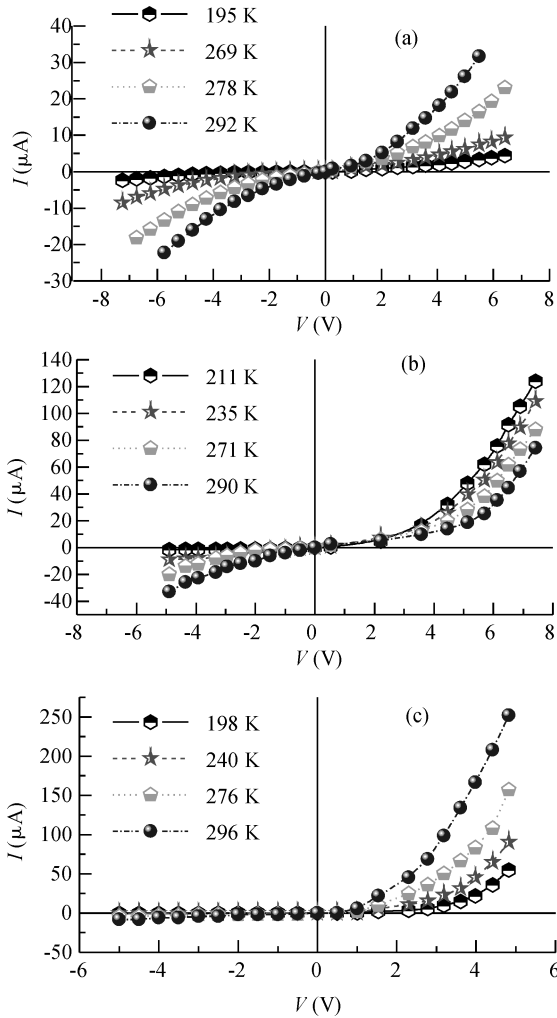 40
30
20
10
0
-10
-20
-30
I (μA)
195 K
269 K
278 K
292 K
(a)
-8 -6 -4 -2 0 2 4 6 8
V (V)
140
120
100
80
60
40
20
0
-20
-40
I (μA)
211 K
235 K
271 K
290 K
(b)
-8 -6 -4 -2 0 2 4 6 8
V (V)
250
200
150
100
50
0
50
I (μA)
198 K
240 K
276 K
296 K
(c)
-6 -4 -2 0 2 4 6
V (V)